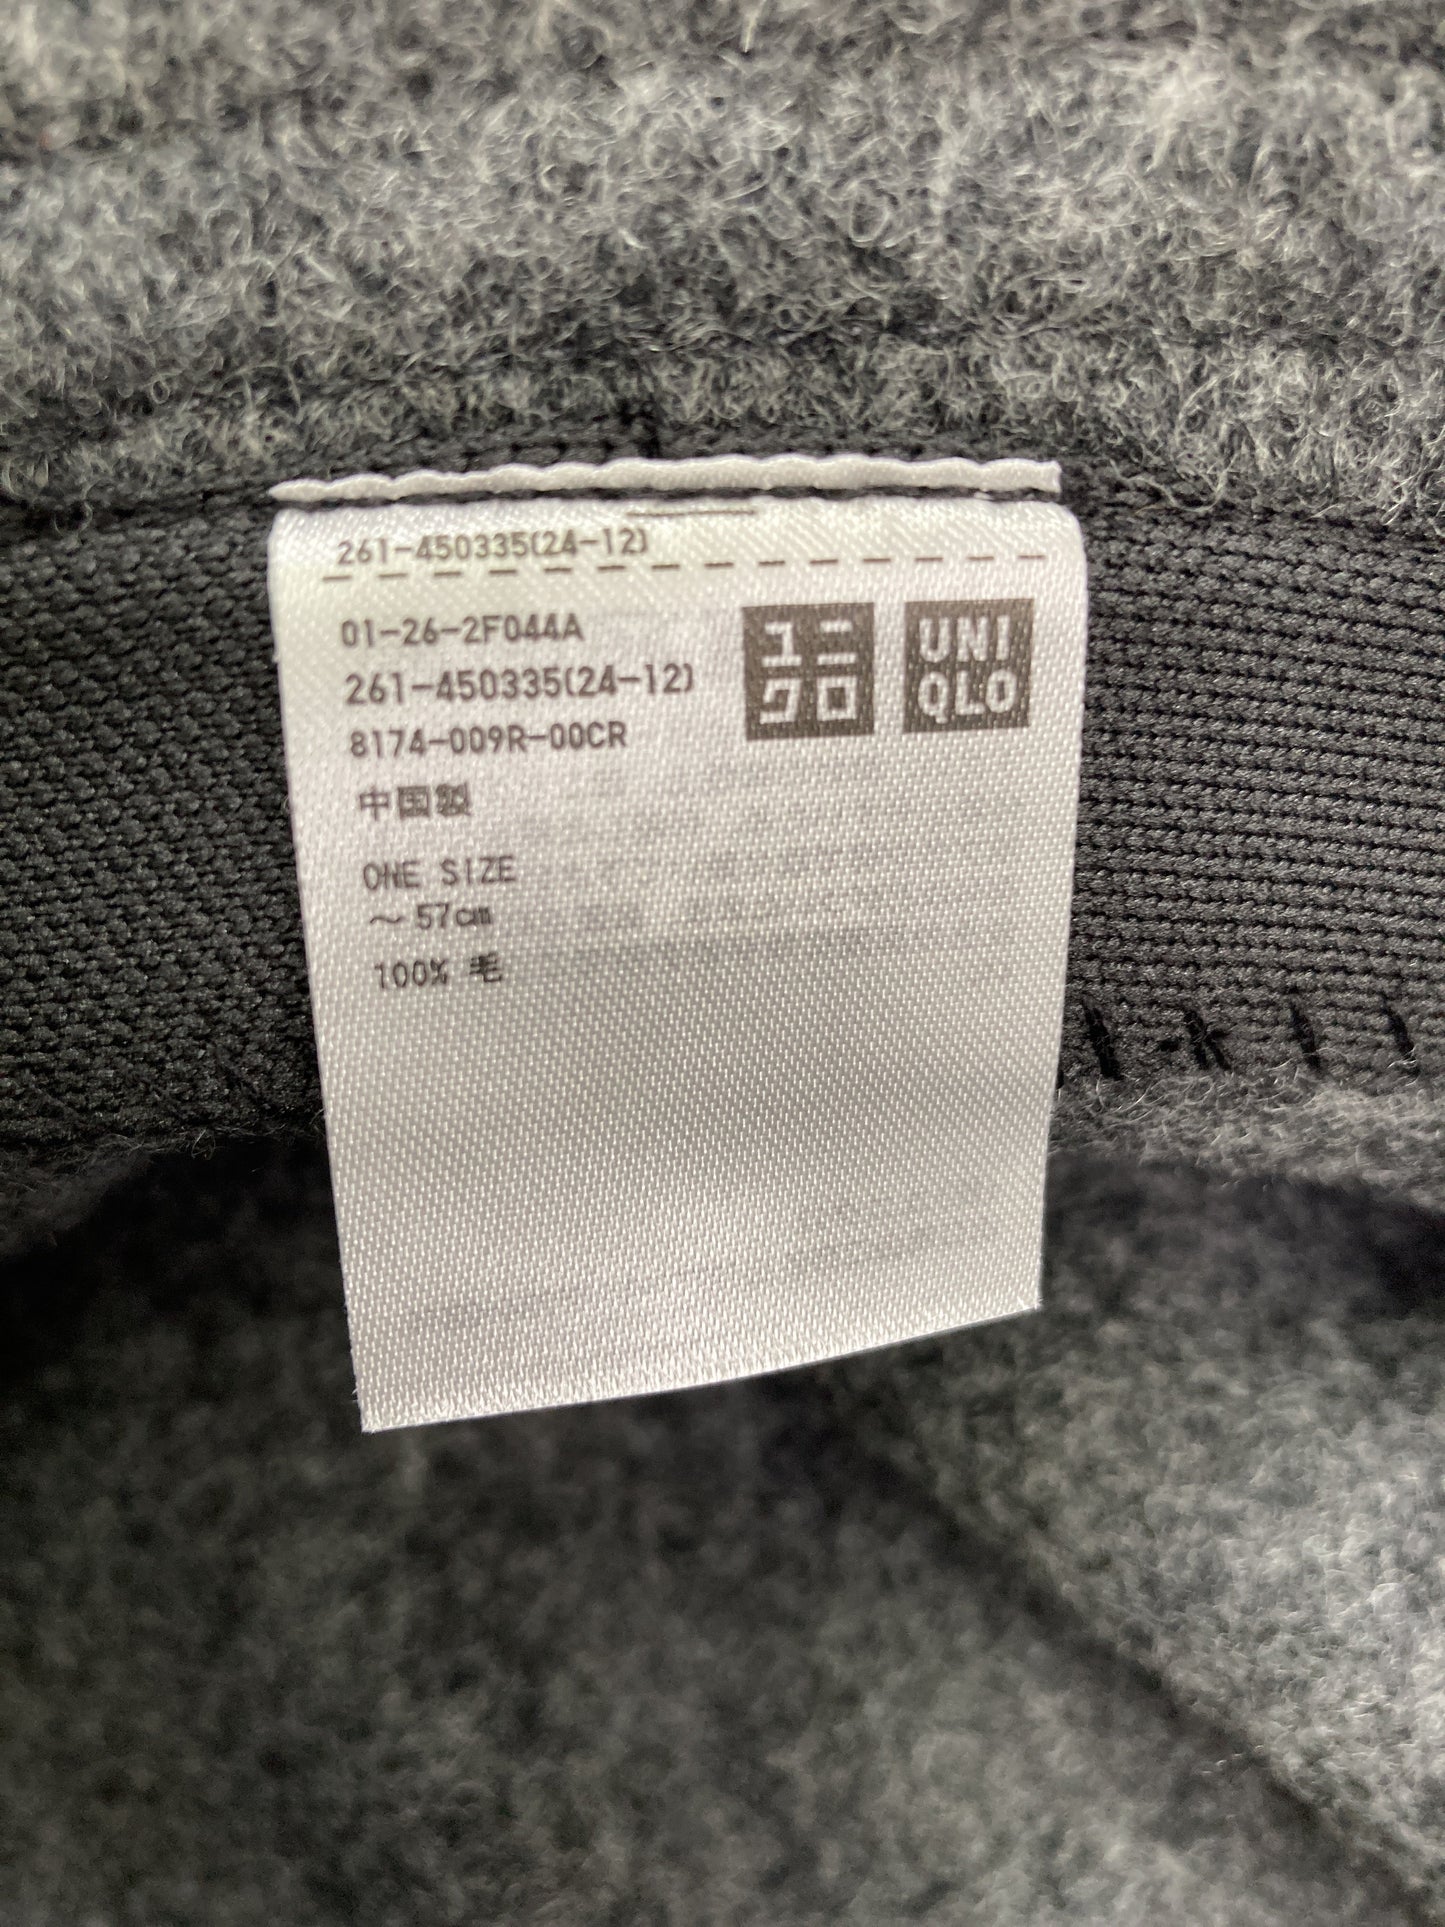 261-450335(24-12)
01-26-2F044A
261-450335(24-12)
8174-009R-00CR
中国製
ONE SIZE
～57cm
100% 毛
ユニ
クロ
UNI
QLO